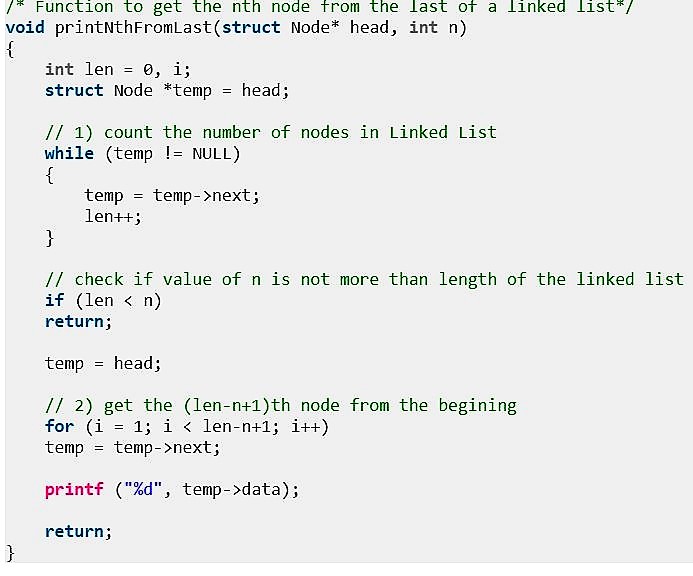 /* Function to get the nth node from the last of a linked list*/
void printNthFromLast(struct Node* head, int n)
{
    int len = 0, i;
    struct Node *temp = head;

    // 1) count the number of nodes in Linked List
    while (temp != NULL)
    {
        temp = temp->next;
        len++;
    }

    // check if value of n is not more than length of the linked list
    if (len < n)
    return;

    temp = head;

    // 2) get the (len-n+1)th node from the begining
    for (i = 1; i < len-n+1; i++)
    temp = temp->next;

    printf ("%d", temp->data);

    return;
}